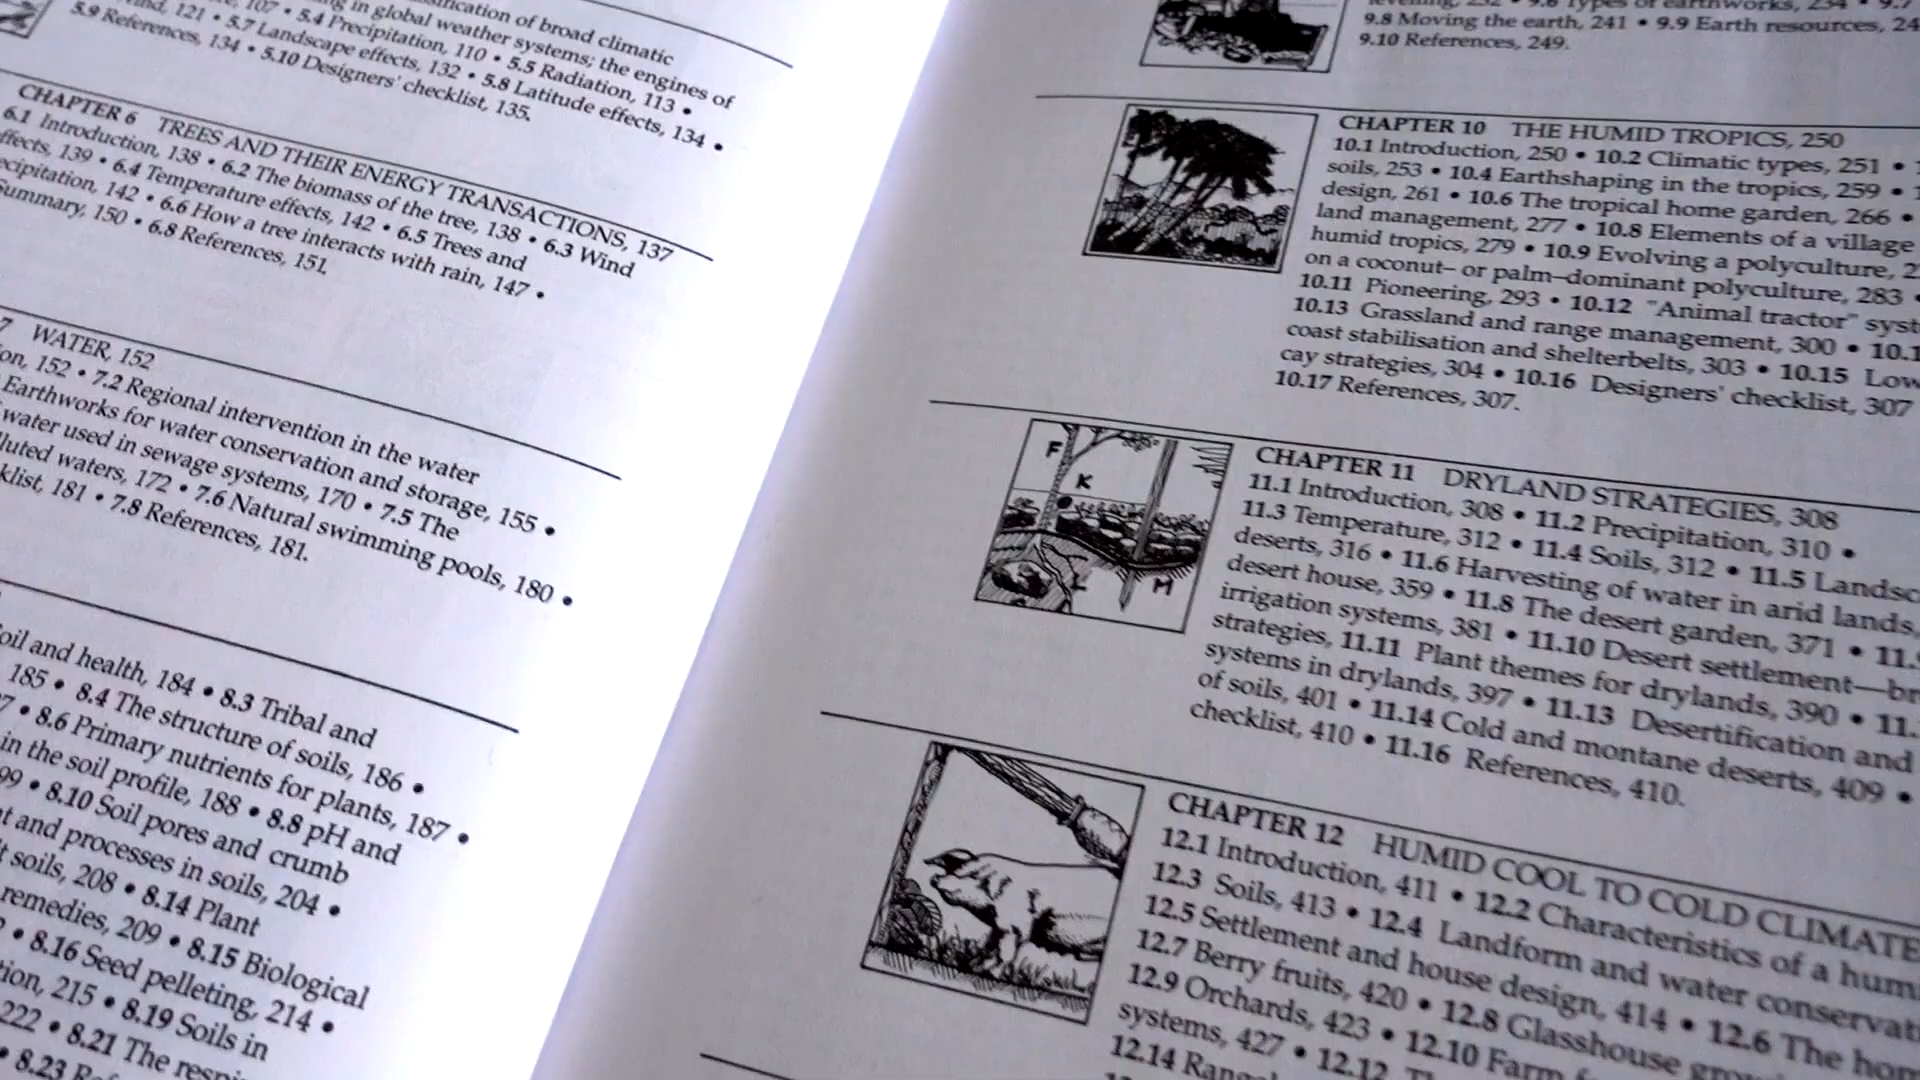 in global weather systems; the engines of
of broad climatic
107 • 5.4 Precipitation, 110 • 5.5 Radiation, 113 •
121 • 5.7 Landscape effects, 132 • 5.8 Latitude effects, 134 •
5.9 References, 134 • 5.10 Designers' checklist, 135.
CHAPTER 6 TREES AND THEIR ENERGY TRANSACTIONS, 137
6.1 Introduction, 138 • 6.2 The biomass of the tree, 138 • 6.3 Wind
139 • 6.4 Temperature effects, 142 • 6.5 Trees and
142 • 6.6 How a tree interacts with rain, 147 •
Summary, 150 • 6.8 References, 151.
7 WATER, 152
152 • 7.2 Regional intervention in the water
Earthworks for water conservation and storage, 155 •
water used in sewage systems, 170 • 7.5 The
waters, 172 • 7.6 Natural swimming pools, 180 •
181 • 7.8 References, 181.
and health, 184 • 8.3 Tribal and
185 • 8.4 The structure of soils, 186 •
• 8.6 Primary nutrients for plants, 187 •
in the soil profile, 188 • 8.8 pH and
• 8.10 Soil pores and crumb
and processes in soils, 204 •
soils, 208 • 8.14 Plant
remedies, 209 • 8.15 Biological
• 8.16 Seed pelleting, 214 •
215 • 8.19 Soils in
222 • 8.21 The
• 8.23
9.8 Moving the earth, 241 • 9.9 Earth resources,
9.10 References, 249.
CHAPTER 10 THE HUMID TROPICS, 250
10.1 Introduction, 250 • 10.2 Climatic types, 251 •
soils, 253 • 10.4 Earthshaping in the tropics, 259 •
design, 261 • 10.6 The tropical home garden, 266 •
land management, 277 • 10.8 Elements of a village
humid tropics, 279 • 10.9 Evolving a polyculture,
on a coconut– or palm–dominant polyculture, 283
10.11 Pioneering, 293 • 10.12 "Animal tractor"
10.13 Grassland and range management, 300 •
coast stabilisation and shelterbelts, 303 • 10.15 Low
cay strategies, 304 • 10.16 Designers' checklist, 307
10.17 References, 307.
F
K
L
M
CHAPTER 11 DRYLAND STRATEGIES, 308
11.1 Introduction, 308 • 11.2 Precipitation, 310 •
11.3 Temperature, 312 • 11.4 Soils, 312 • 11.5
deserts, 316 • 11.6 Harvesting of water in arid lands,
desert house, 359 • 11.8 The desert garden, 371 •
irrigation systems, 381 • 11.10 Desert settlement—
strategies, 11.11 Plant themes for drylands, 390 •
systems in drylands, 397 • 11.13 Desertification and
of soils, 401 • 11.14 Cold and montane deserts, 409 •
checklist, 410 • 11.16 References, 410.
CHAPTER 12 HUMID COOL TO COLD CLIMATE
12.1 Introduction, 411 • 12.2 Characteristics of a
12.3 Soils, 413 • 12.4 Landform and water
12.5 Settlement and house design, 414 • 12.6 The
12.7 Berry fruits, 420 • 12.8 Glasshouse
12.9 Orchards, 423 • 12.10 Farm
systems, 427 • 12.12
12.14